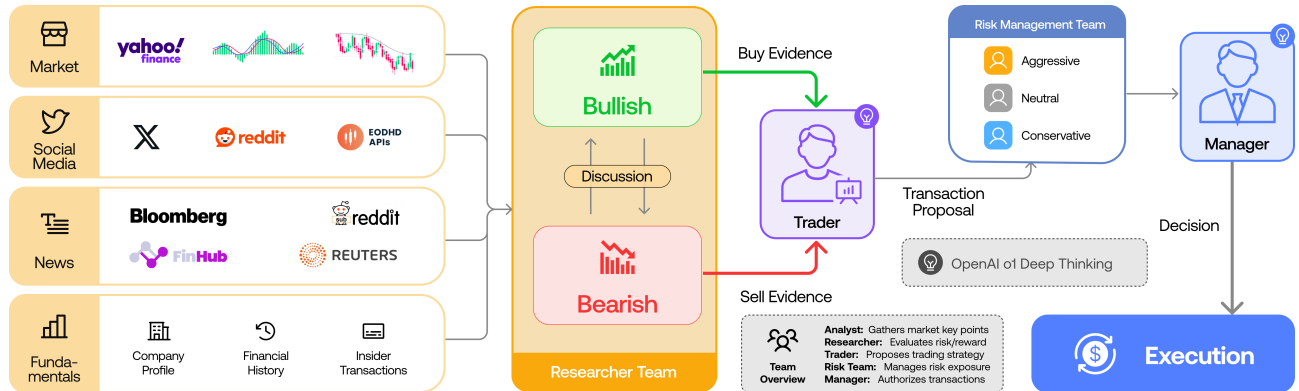 Market
yahoo!
finance
Social
Media
X
reddit
EODHD
APIs
News
Bloomberg
sub
reddit
FinHub
REUTERS
Funda-
mentals
Company
Profile
Financial
History
Insider
Transactions
Bullish
Discussion
Bearish
Researcher Team
Buy Evidence
Sell Evidence
Trader
Transaction
Proposal
Risk Management Team
Aggressive
Neutral
Conservative
Manager
Decision
OpenAI o1 Deep Thinking
Team
Overview
Analyst: Gathers market key points
Researcher: Evaluates risk/reward
Trader: Proposes trading strategy
Risk Team: Manages risk exposure
Manager: Authorizes transactions
$
Execution